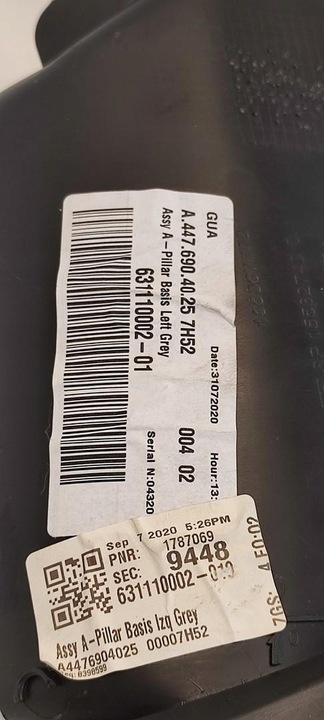 GUA Date:31072020 Hour:13:
A.447.690.40.25 7H52 004 02
Assy A-Pillar Basis Left Grey
631110002-01 Serial N:04320
Sep 7 2020 5:26PM
PNR: 1787069
SEC: 9448
631110002-010
Assy A-Pillar Basis Izq Grey
A4476904025 00007H52
ZGS: